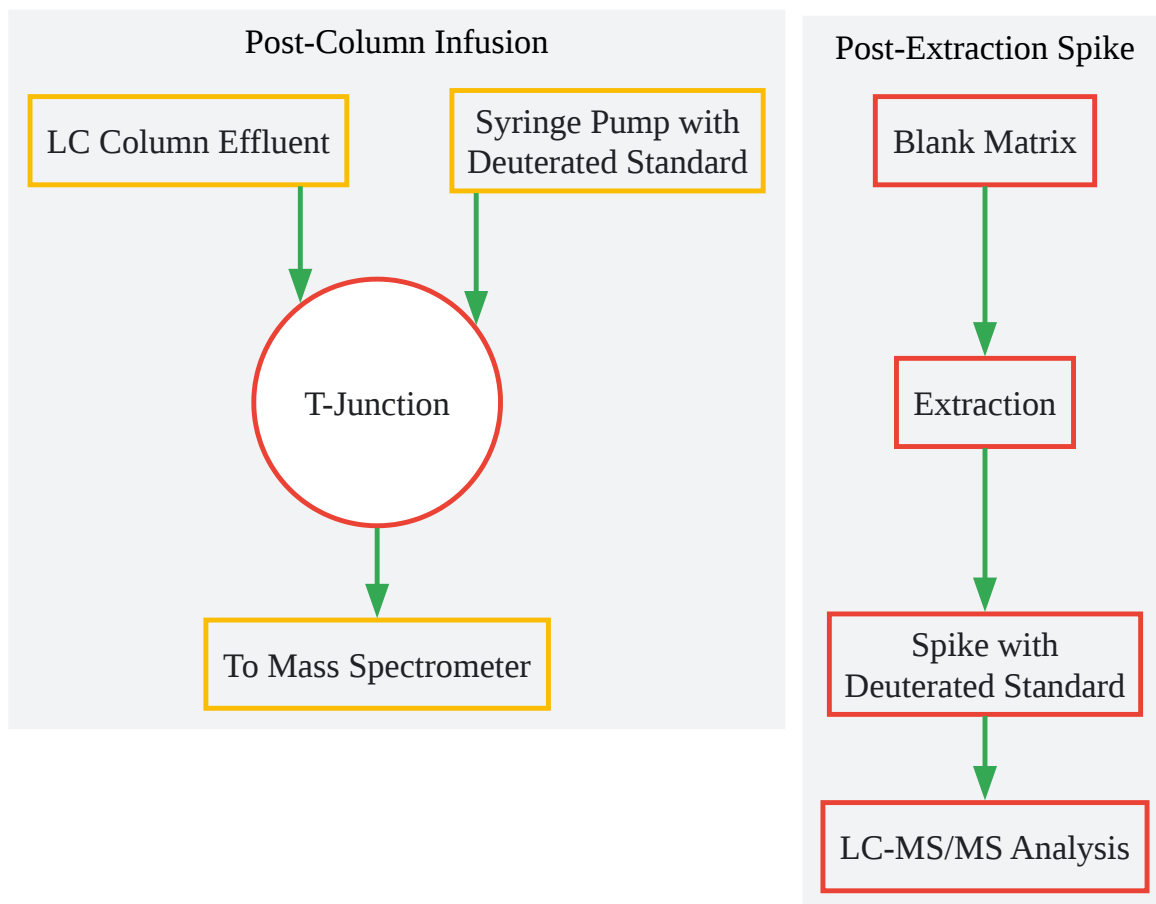 Post-Column Infusion
LC Column Effluent
Syringe Pump with
Deuterated Standard
T-Junction
To Mass Spectrometer
Post-Extraction Spike
Blank Matrix
Extraction
Spike with
Deuterated Standard
LC-MS/MS Analysis